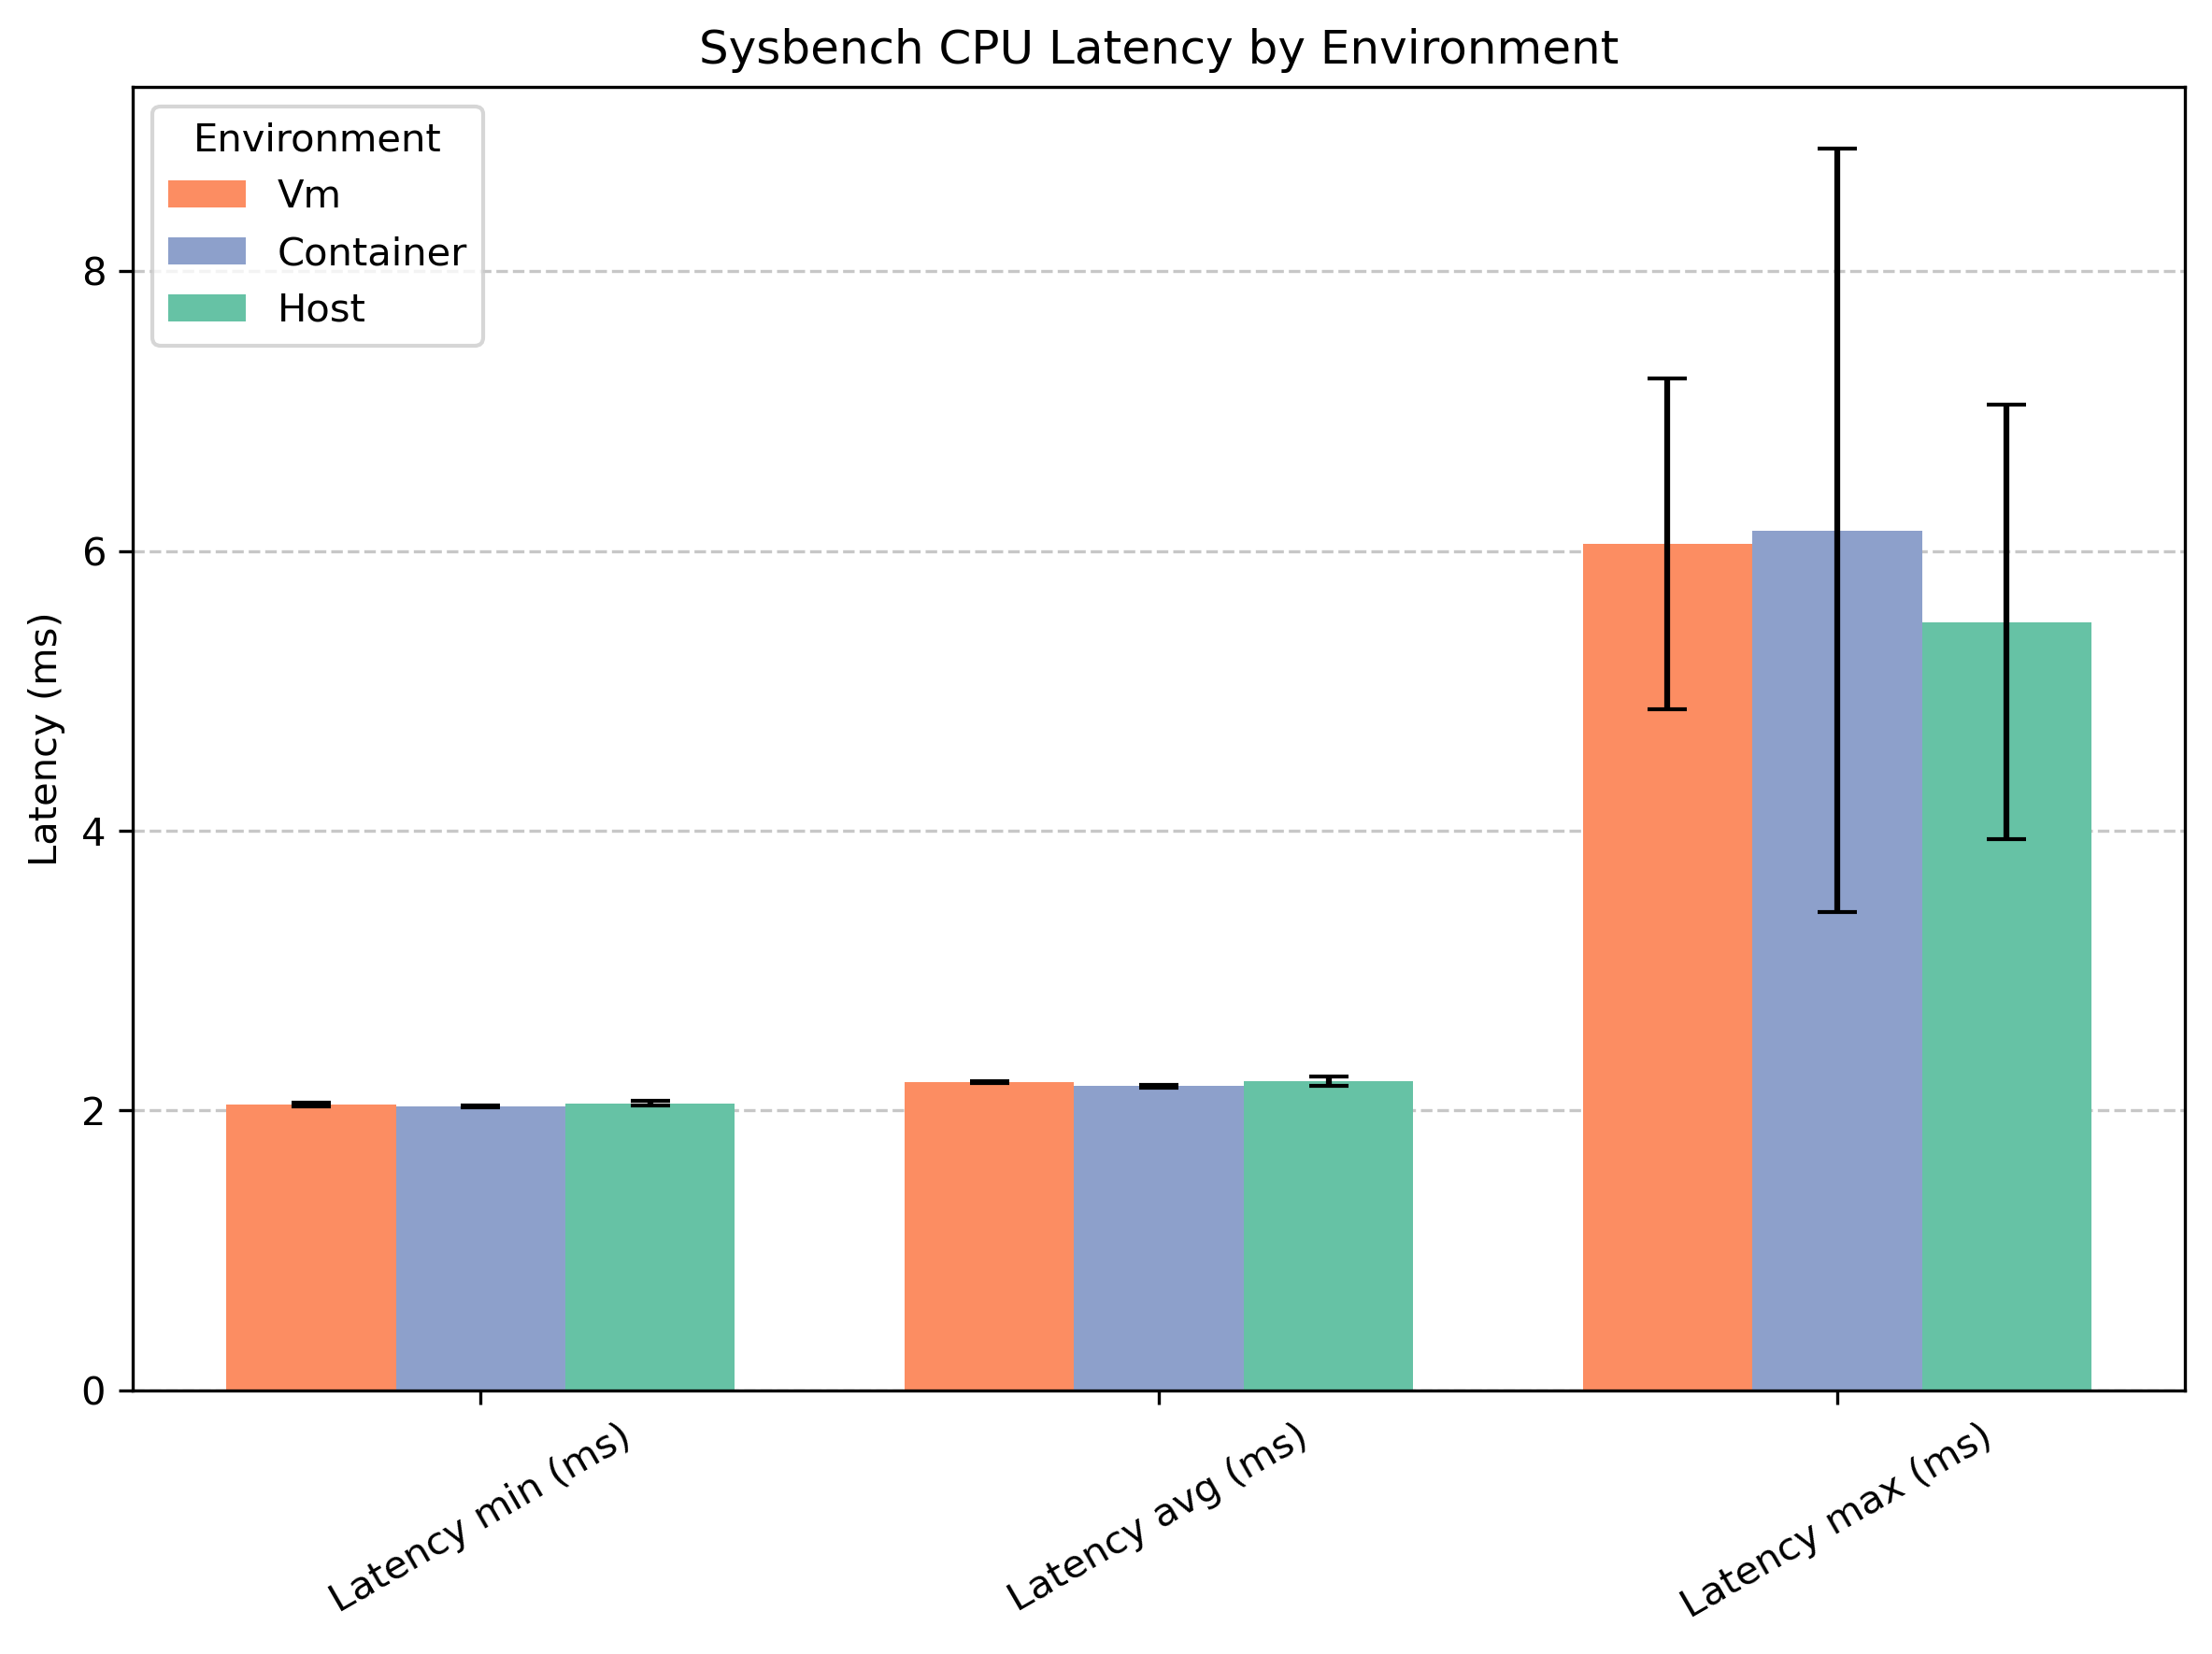 Sysbench CPU Latency by Environment
Environment
Vm
Container
Host
Latency (ms)
8
6
4
2
0
Latency min (ms)
Latency avg (ms)
Latency max (ms)